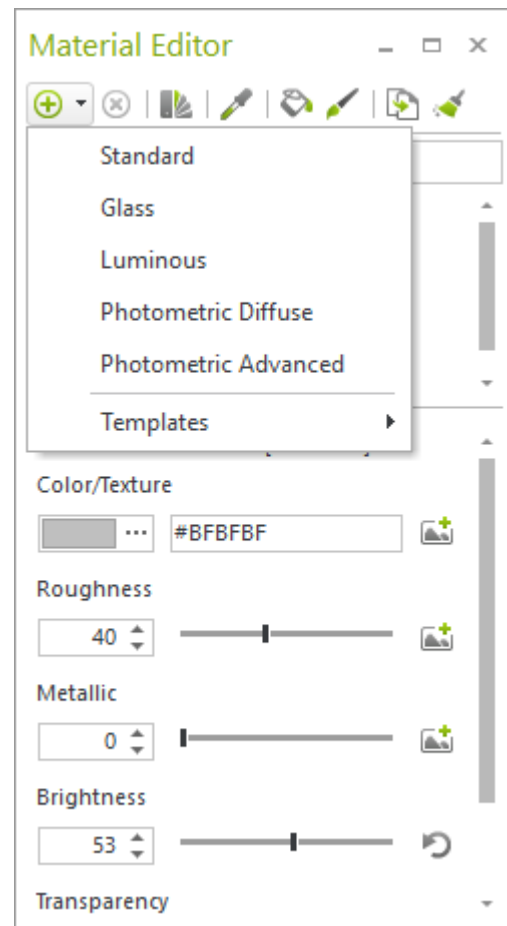 Material Editor
Standard
Glass
Luminous
Photometric Diffuse
Photometric Advanced
Templates
Color/Texture
#BFBFBF
Roughness
40
Metallic
0
Brightness
53
Transparency